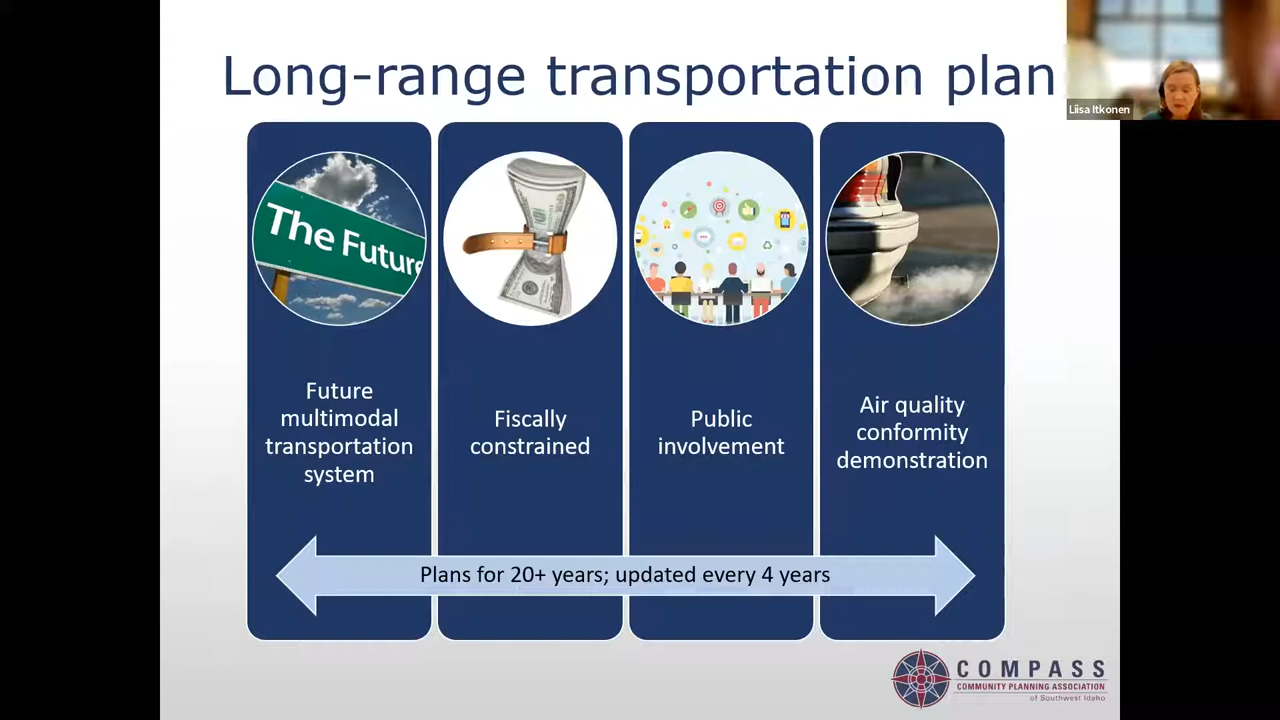 Long-range transportation plan
Liisa Itkonen
The Future
Future
multimodal
transportation
system
Fiscally
constrained
Public
involvement
Air quality
conformity
demonstration
Plans for 20+ years; updated every 4 years
COMPASS
COMMUNITY PLANNING ASSOCIATION
of Southwest Idaho